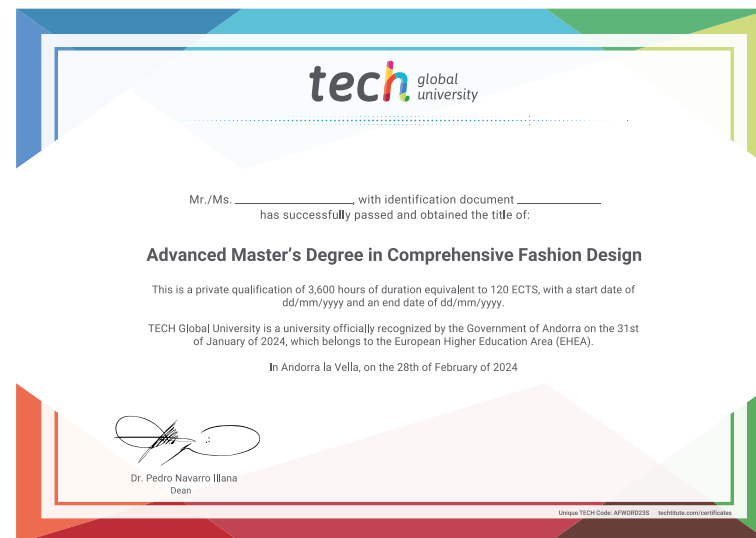 tech global
university
Mr./Ms. ________________, with identification document ____________
has successfully passed and obtained the title of:
Advanced Master's Degree in Comprehensive Fashion Design
This is a private qualification of 3,600 hours of duration equivalent to 120 ECTS, with a start date of
dd/mm/yyyy and an end date of dd/mm/yyyy.
TECH Global University is a university officially recognized by the Government of Andorra on the 31st
of January of 2024, which belongs to the European Higher Education Area (EHEA).
In Andorra la Vella, on the 28th of February of 2024
Dr. Pedro Navarro Illana
Dean
Unique TECH Code: AFWORD23S techtitute.com/certificates